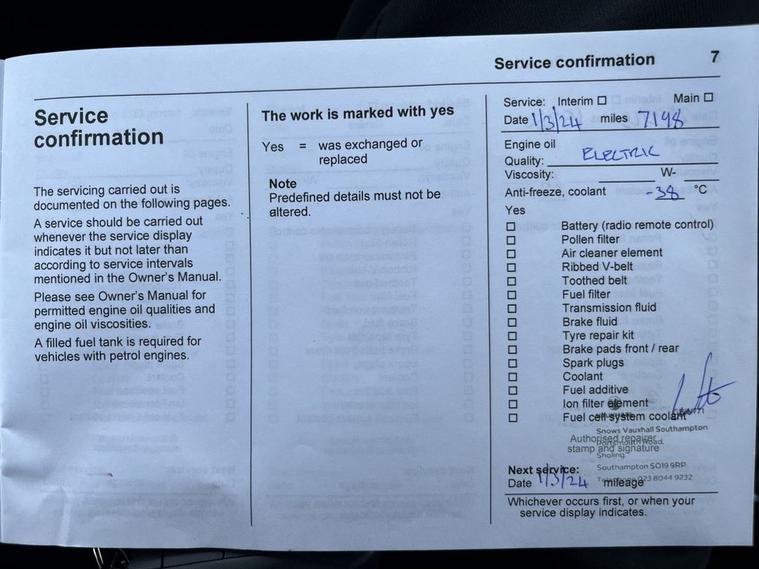 Service confirmation 7
Service
confirmation
The servicing carried out is
documented on the following pages.
A service should be carried out
whenever the service display
indicates it but not later than
according to service intervals
mentioned in the Owner's Manual.
Please see Owner's Manual for
permitted engine oil qualities and
engine oil viscosities.
A filled fuel tank is required for
vehicles with petrol engines.
The work is marked with yes
Yes = was exchanged or
replaced
Note
Predefined details must not be
altered.
Service: Interim ☐ Main ☐
Date 1/3/24 miles 7198
Engine oil
Quality: ELECTRIC
Viscosity: W-
Anti-freeze, coolant -38 °C
Yes
☐ Battery (radio remote control)
☐ Pollen filter
☐ Air cleaner element
☐ Ribbed V-belt
☐ Toothed belt
☐ Fuel filter
☐ Transmission fluid
☐ Brake fluid
☐ Tyre repair kit
☐ Brake pads front / rear
☐ Spark plugs
☐ Coolant
☐ Fuel additive
☐ Ion filter element
☐ Fuel cell system coolant
Snows Vauxhall Southampton
Authorised repairer
Portsmouth Road,
stamp and signature
Sholing
Southampton SO19 9RP
Next service:
Date 1/3/24 mileage
023 8044 9232
Whichever occurs first, or when your
service display indicates.